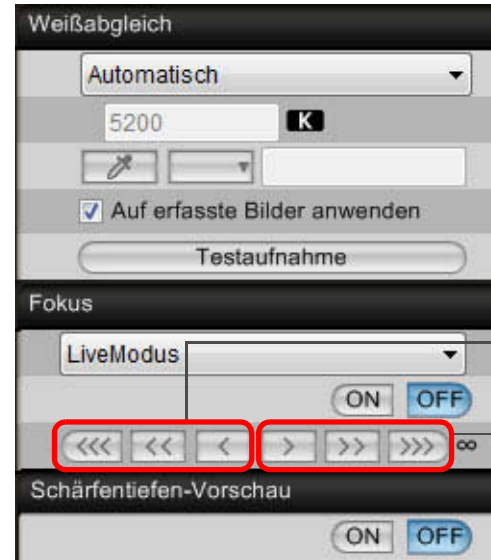 Weißabgleich
Automatisch
5200 K
Auf erfasste Bilder anwenden
Testaufnahme
Fokus
LiveModus
ON OFF
<<< << < > >> >>> ∞
Schärfentiefen-Vorschau
ON OFF